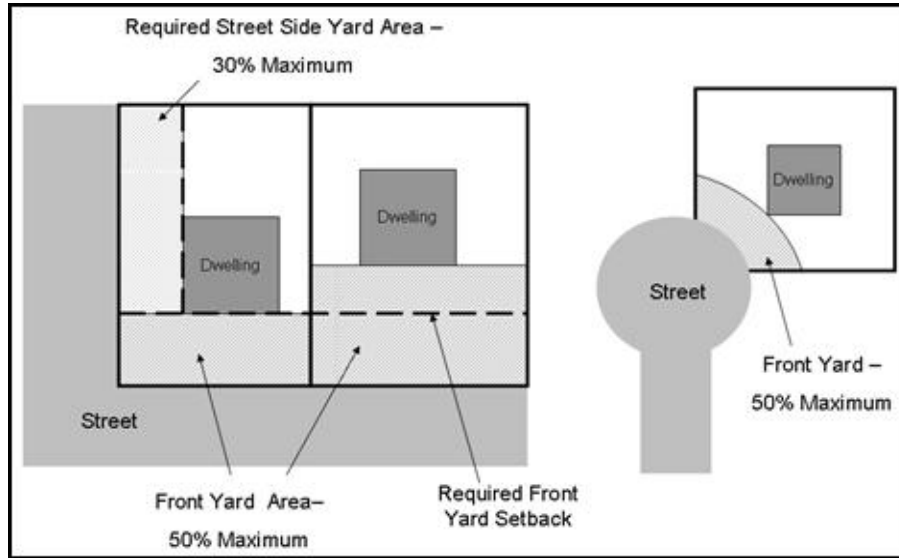 Required Street Side Yard Area –
30% Maximum
Dwelling
Dwelling
Dwelling
Street
Street
Front Yard –
50% Maximum
Front Yard Area–
50% Maximum
Required Front
Yard Setback